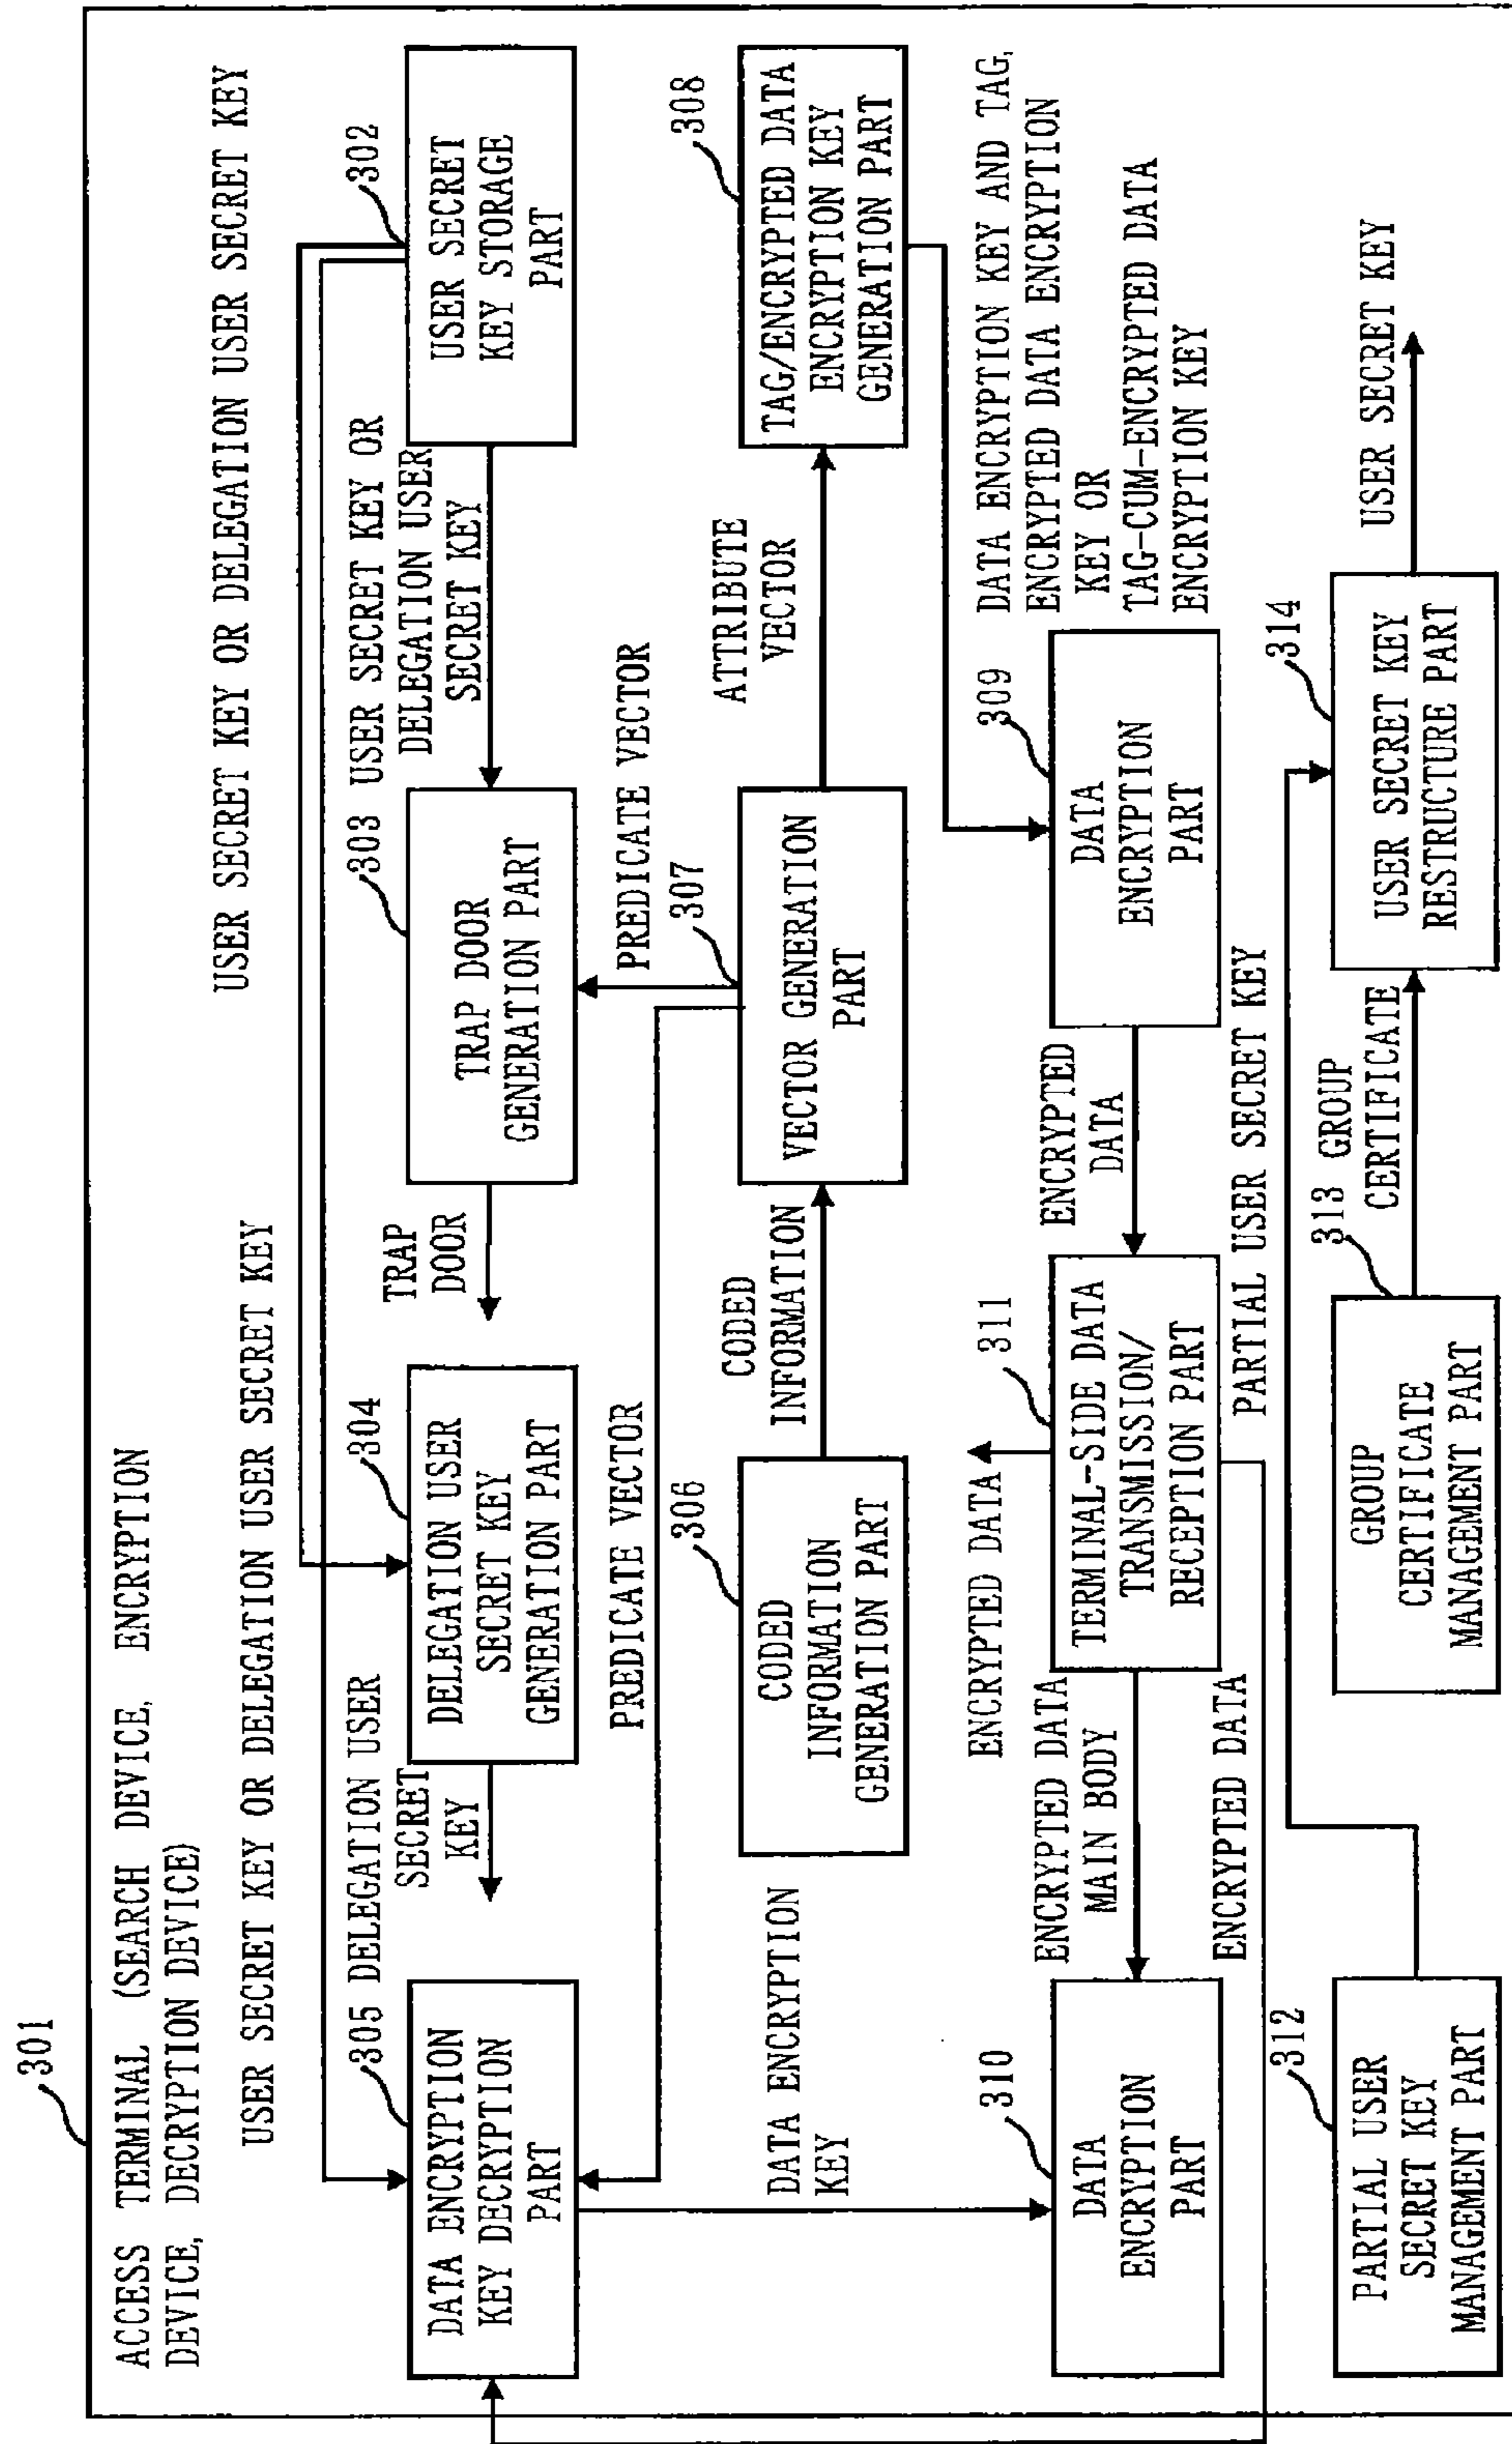 301
ACCESS TERMINAL (SEARCH DEVICE, ENCRYPTION
DEVICE, DECRYPTION DEVICE)
USER SECRET KEY OR DELEGATION USER SECRET KEY
USER SECRET KEY OR DELEGATION USER SECRET KEY
305
DATA ENCRYPTION
KEY DECRYPTION
PART
DELEGATION USER
SECRET
KEY
304
DELEGATION USER
SECRET KEY
GENERATION PART
TRAP
DOOR
303
TRAP DOOR
GENERATION PART
USER SECRET KEY OR
DELEGATION USER
SECRET KEY
302
USER SECRET
KEY STORAGE
PART
PREDICATE VECTOR
PREDICATE VECTOR
306
CODED
INFORMATION
GENERATION PART
CODED
INFORMATION
307
VECTOR GENERATION
PART
ATTRIBUTE
VECTOR
308
TAG/ENCRYPTED DATA
ENCRYPTION KEY
GENERATION PART
DATA ENCRYPTION
KEY
310
DATA
ENCRYPTION
PART
ENCRYPTED DATA
MAIN BODY
ENCRYPTED DATA
311
TERMINAL-SIDE DATA
TRANSMISSION/
RECEPTION PART
ENCRYPTED
DATA
309
DATA
ENCRYPTION
PART
DATA ENCRYPTION KEY AND TAG,
ENCRYPTED DATA ENCRYPTION
KEY OR
TAG-CUM-ENCRYPTED DATA
ENCRYPTION KEY
ENCRYPTED DATA
PARTIAL USER SECRET KEY
312
PARTIAL USER
SECRET KEY
MANAGEMENT PART
313
GROUP
CERTIFICATE
MANAGEMENT PART
GROUP
CERTIFICATE
314
USER SECRET KEY
RESTRUCTURE PART
USER SECRET KEY